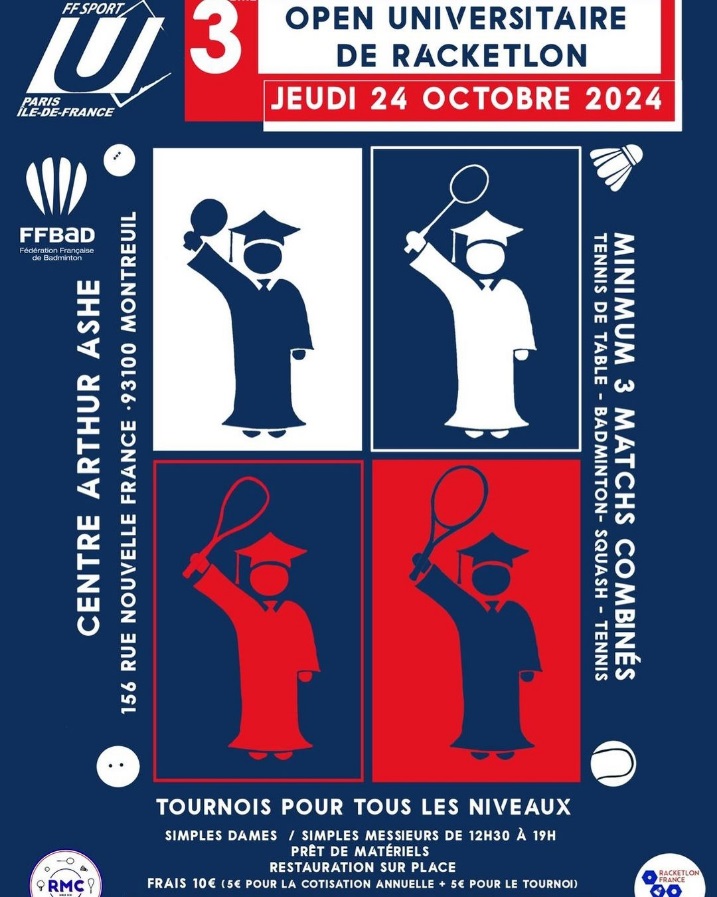 FFSPORT
U
PARIS
ÎLE-DE-FRANCE
3
OPEN UNIVERSITAIRE
DE RACKETLON
JEUDI 24 OCTOBRE 2024
FFBaD
Fédération Française
de Badminton
CENTRE ARTHUR ASHE
156 RUE NOUVELLE FRANCE ·93100 MONTREUIL
MINIMUM 3 MATCHS COMBINÉS
TENNIS DE TABLE - BADMINTON- SQUASH - TENNIS
TOURNOIS POUR TOUS LES NIVEAUX
SIMPLES DAMES / SIMPLES MESSIEURS DE 12H30 À 19H
PRÊT DE MATÉRIELS
RESTAURATION SUR PLACE
FRAIS 10€ (5€ POUR LA COTISATION ANNUELLE + 5€ POUR LE TOURNOI)
RMC
RACKETLON
FRANCE